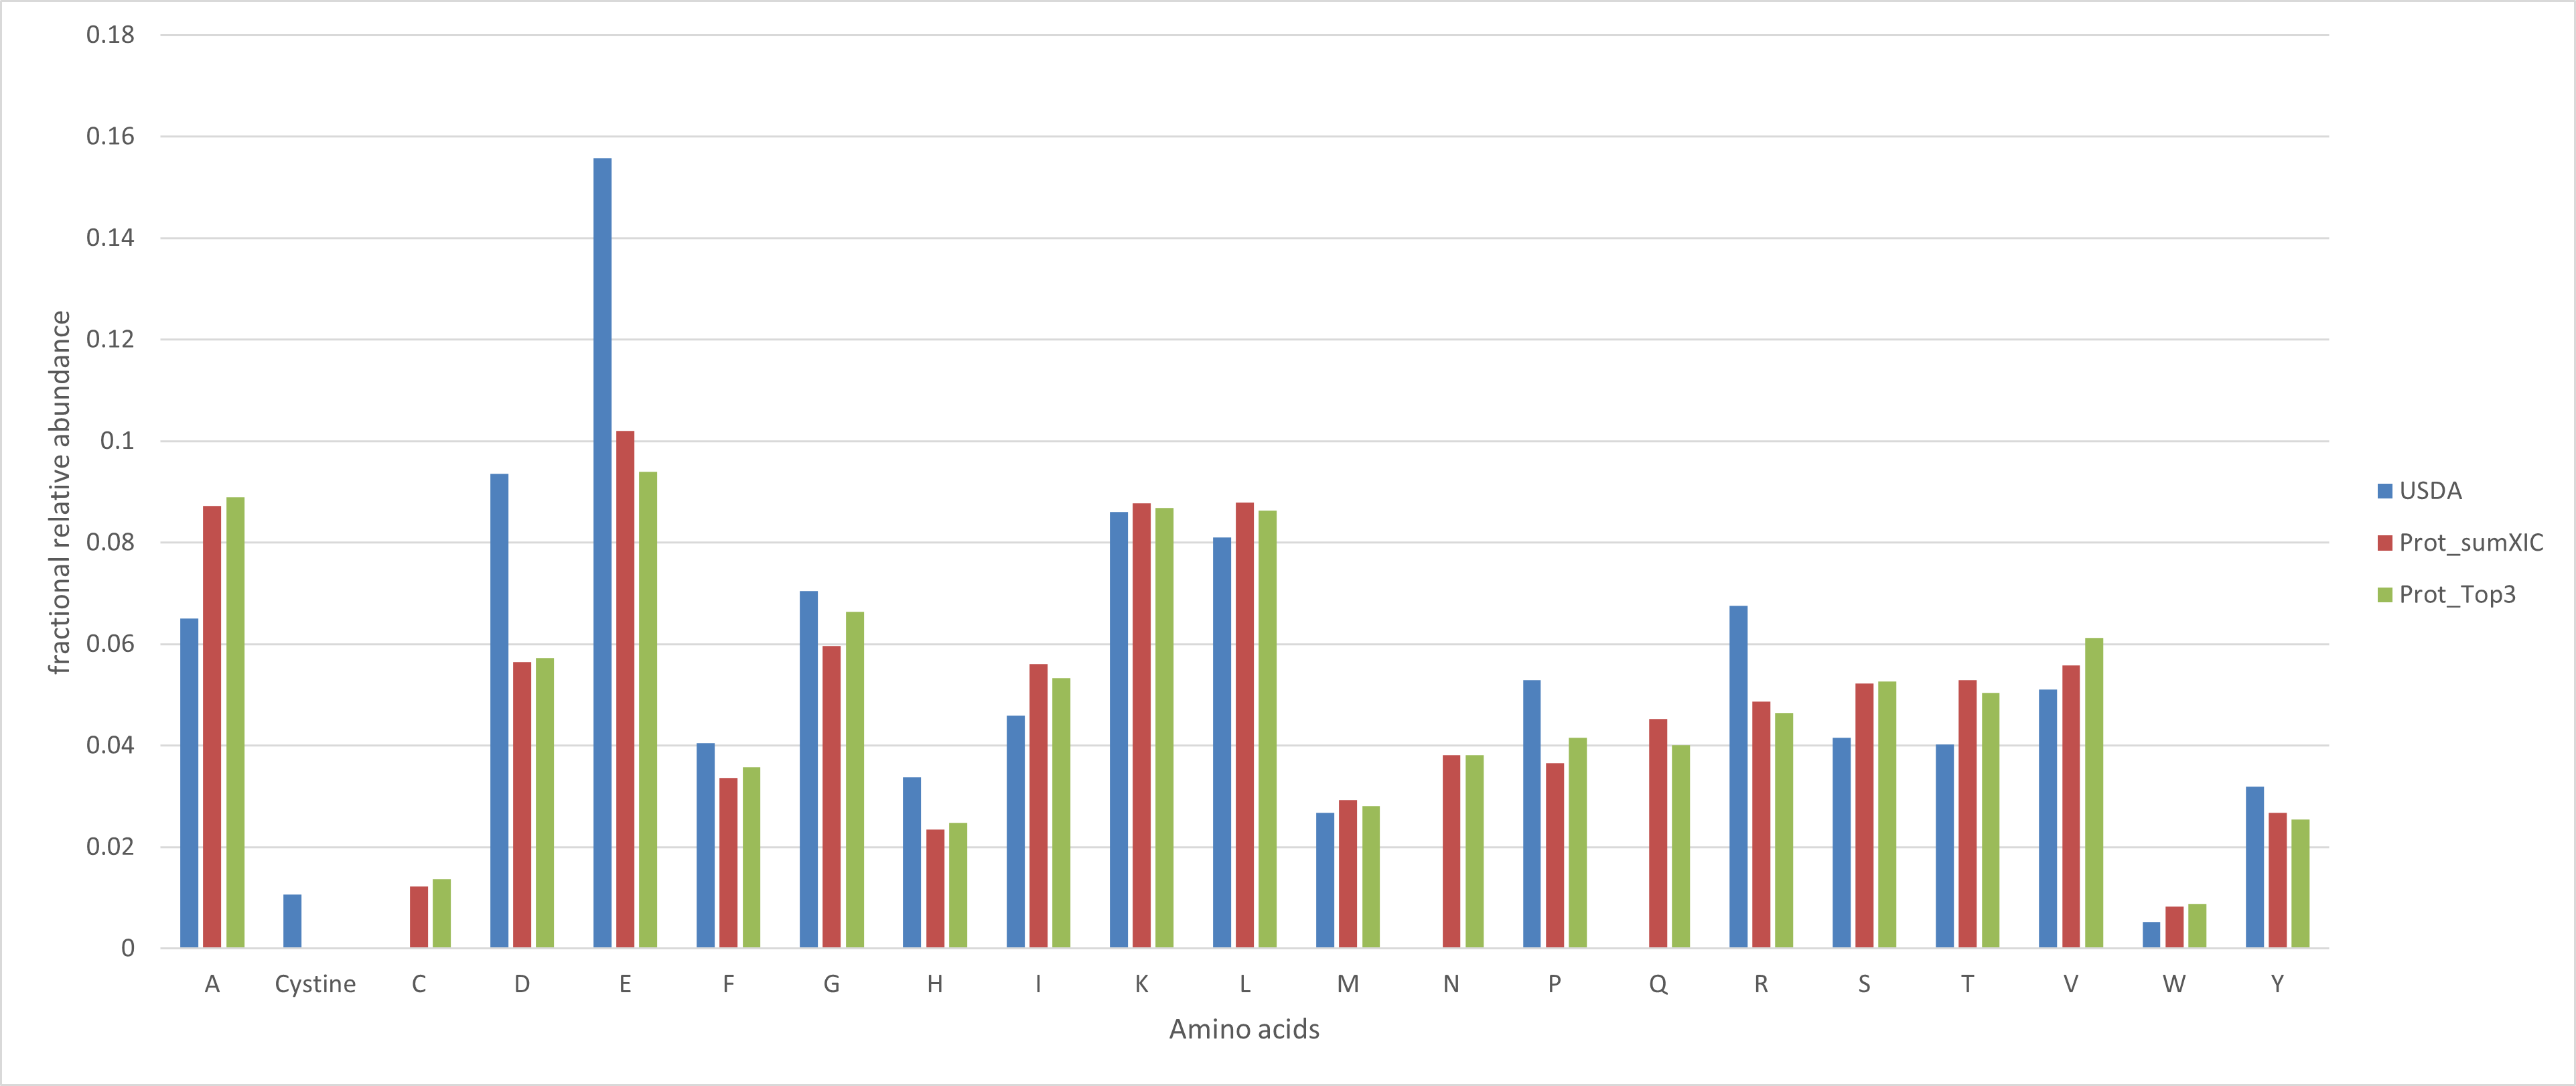 0.18
0.16
0.14
0.12
0.1
0.08
0.06
0.04
0.02
0
fractional relative abundance
A Cystine C D E F G H I K L M N P Q R S T V W Y
Amino acids
USDA
Prot_sumXIC
Prot_Top3